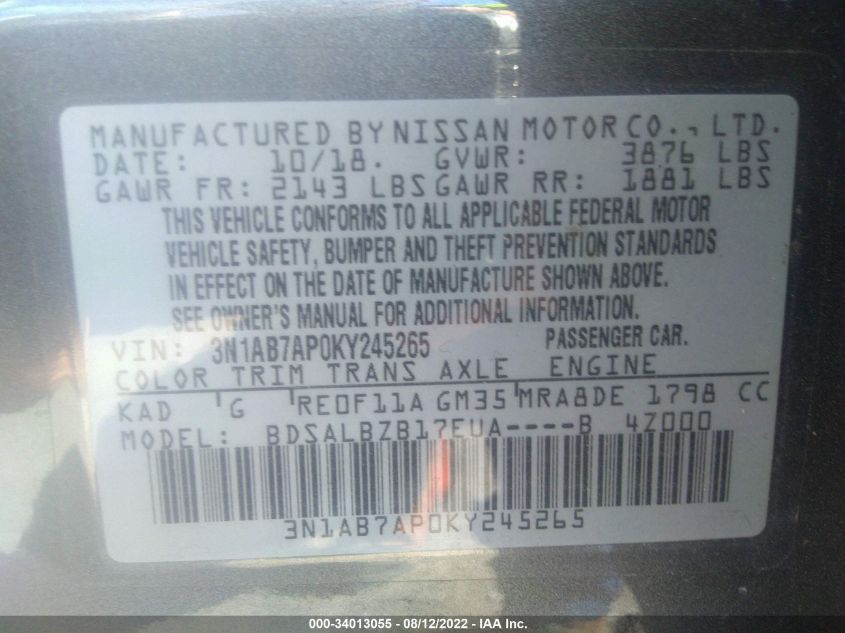 MANUFACTURED BY NISSAN MOTOR CO., LTD.
DATE: 10/18. GVWR: 3876 LBS
GAWR FR: 2143 LBS GAWR RR: 1881 LBS
THIS VEHICLE CONFORMS TO ALL APPLICABLE FEDERAL MOTOR
VEHICLE SAFETY, BUMPER AND THEFT PREVENTION STANDARDS
IN EFFECT ON THE DATE OF MANUFACTURE SHOWN ABOVE.
SEE OWNER'S MANUAL FOR ADDITIONAL INFORMATION.
VIN: 3N1AB7AP0KY245265 PASSENGER CAR.
COLOR TRIM TRANS AXLE ENGINE
KAD G RE0F11A GM35 MRA8DE 1798 CC
MODEL: BDSALBZB17EUA----B 4Z000
3N1AB7AP0KY245265
000-34013055 - 08/12/2022 - IAA Inc.